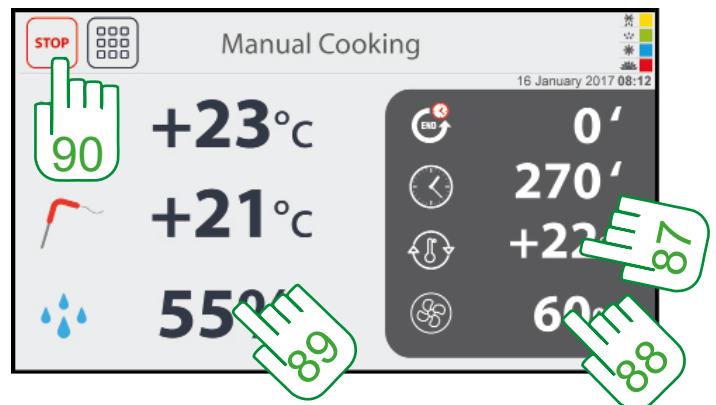 STOP
Manual Cooking
16 January 2017 08:12
90
+23°c
END
0‘
270‘
+21°c
+22
87
55%
60
89
88